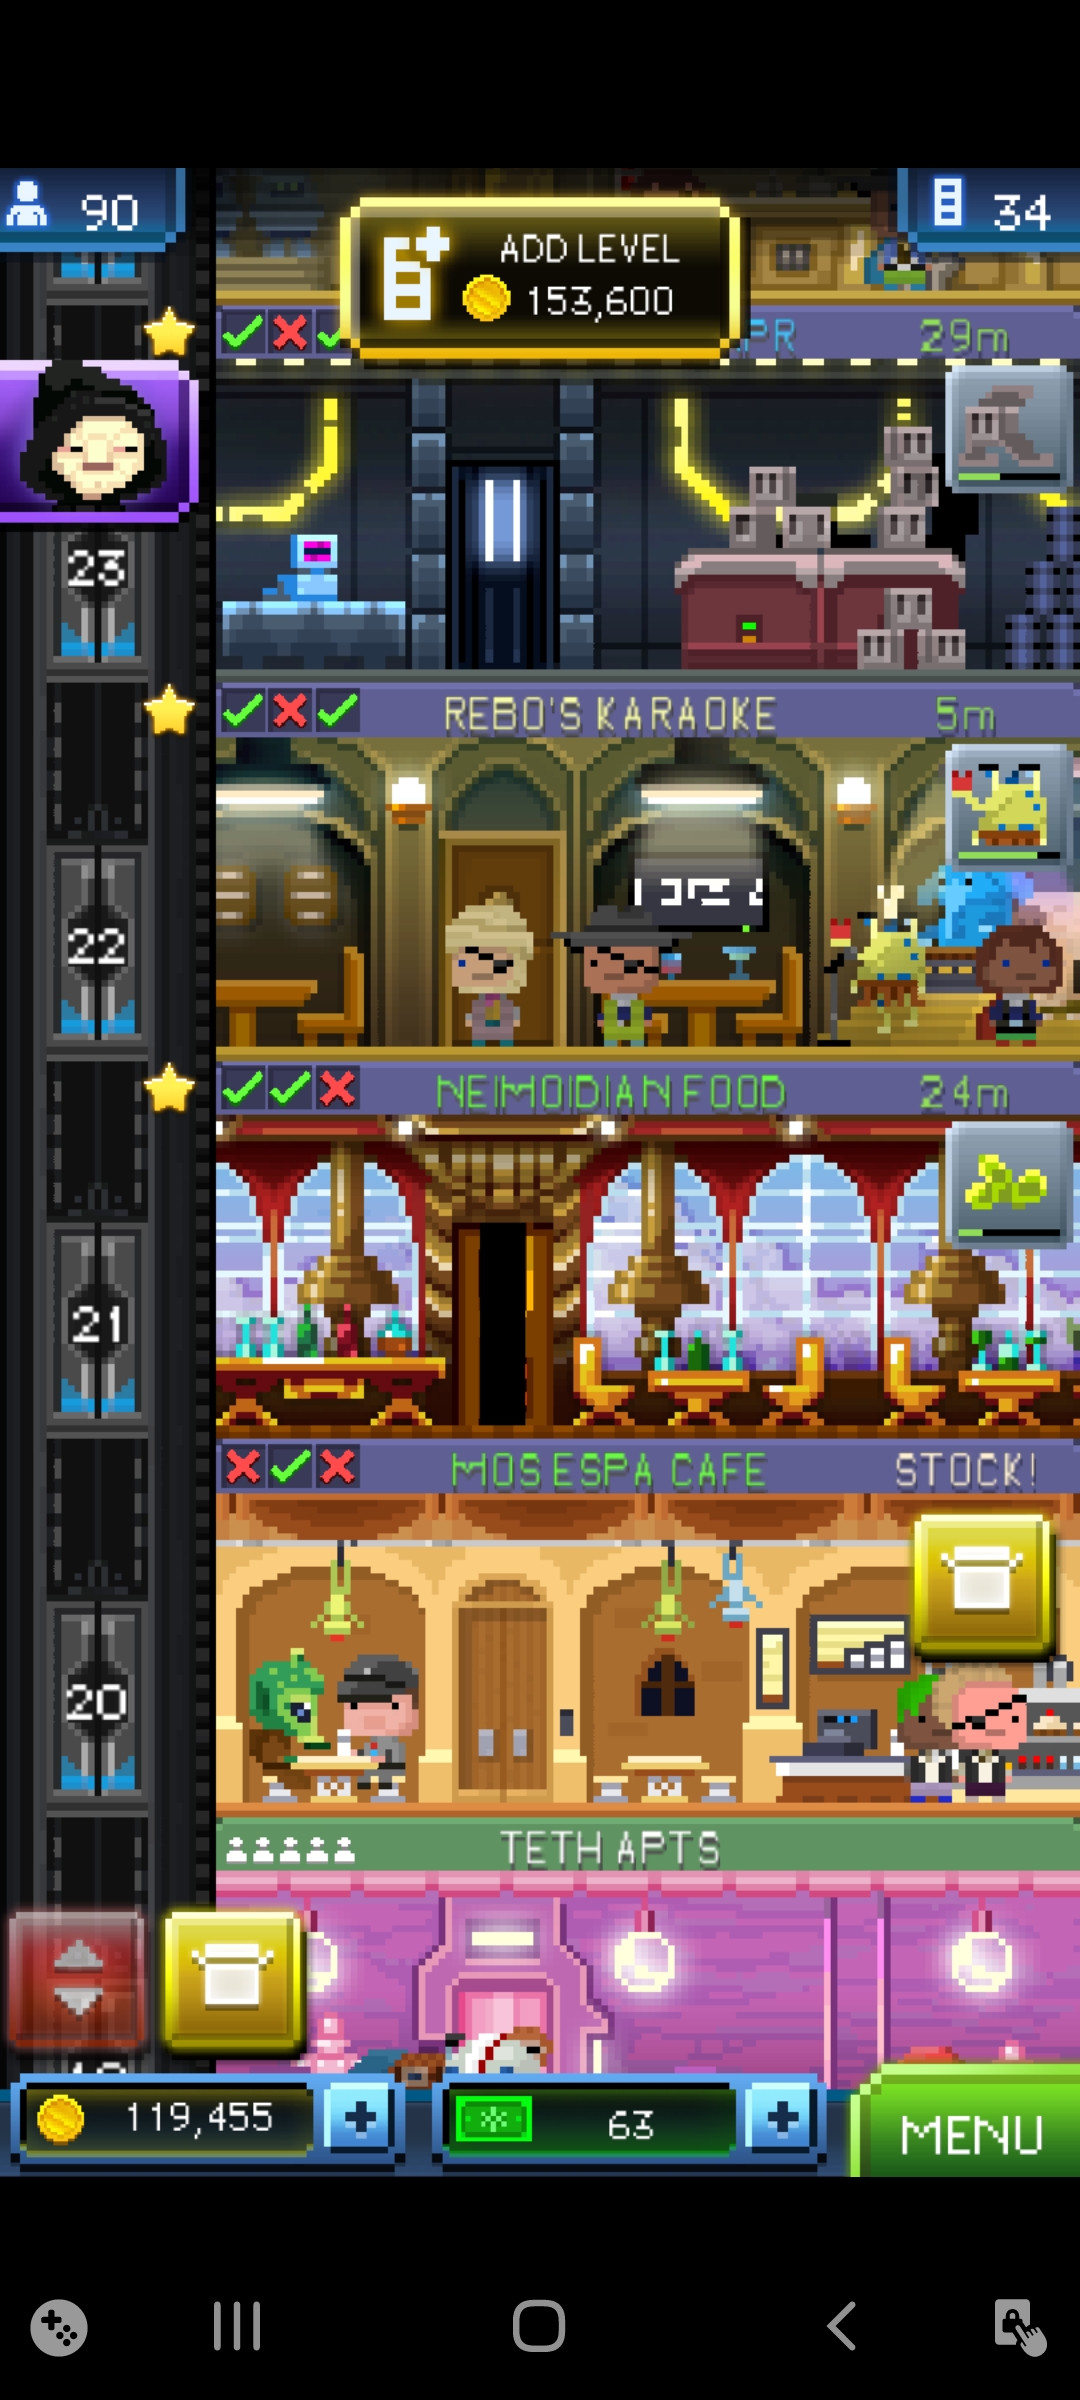 90
34
ADD LEVEL
153,600
29m
23
REBO'S KARAOKE
5m
22
NEIMOIDIAN FOOD
24m
21
MOS ESPA CAFE
STOCK!
20
TETH APTS
119,455
63
MENU